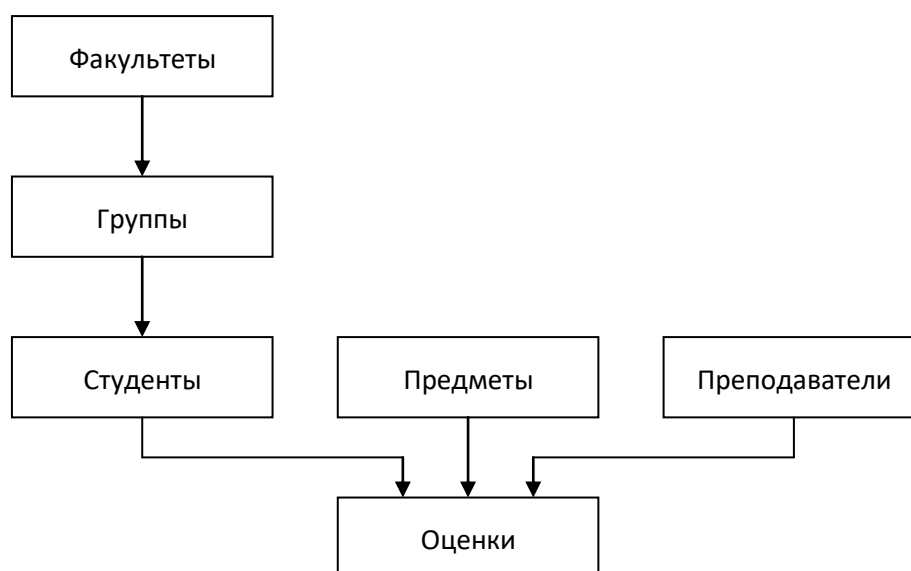 Факультеты
Группы
Студенты
Предметы
Преподаватели
Оценки